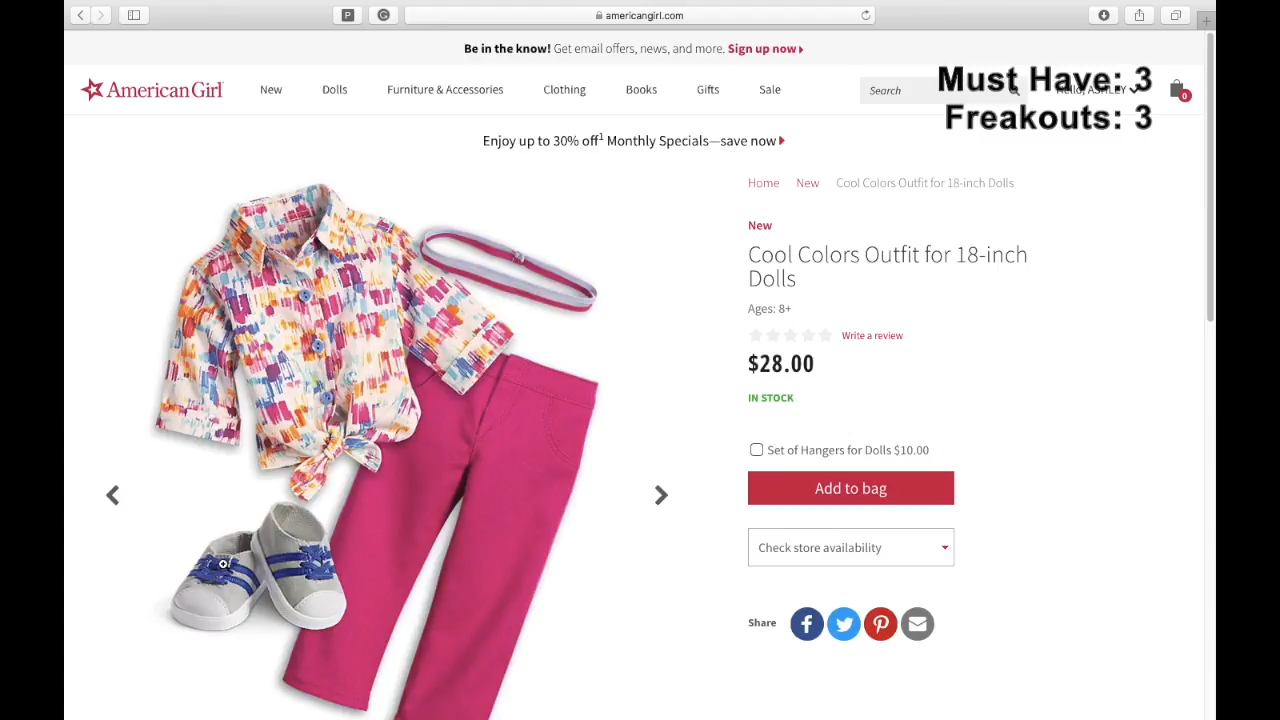 P
G
americangirl.com
Be in the know! Get email offers, news, and more. Sign up now
American Girl
New
Dolls
Furniture & Accessories
Clothing
Books
Gifts
Sale
Search
Hello, ASHLEY
0
Must Have: 3
Freakouts: 3
Enjoy up to 30% off1 Monthly Specials—save now
Home New Cool Colors Outfit for 18-inch Dolls
New
Cool Colors Outfit for 18-inch
Dolls
Ages: 8+
Write a review
$28.00
IN STOCK
Set of Hangers for Dolls $10.00
Add to bag
Check store availability
Share